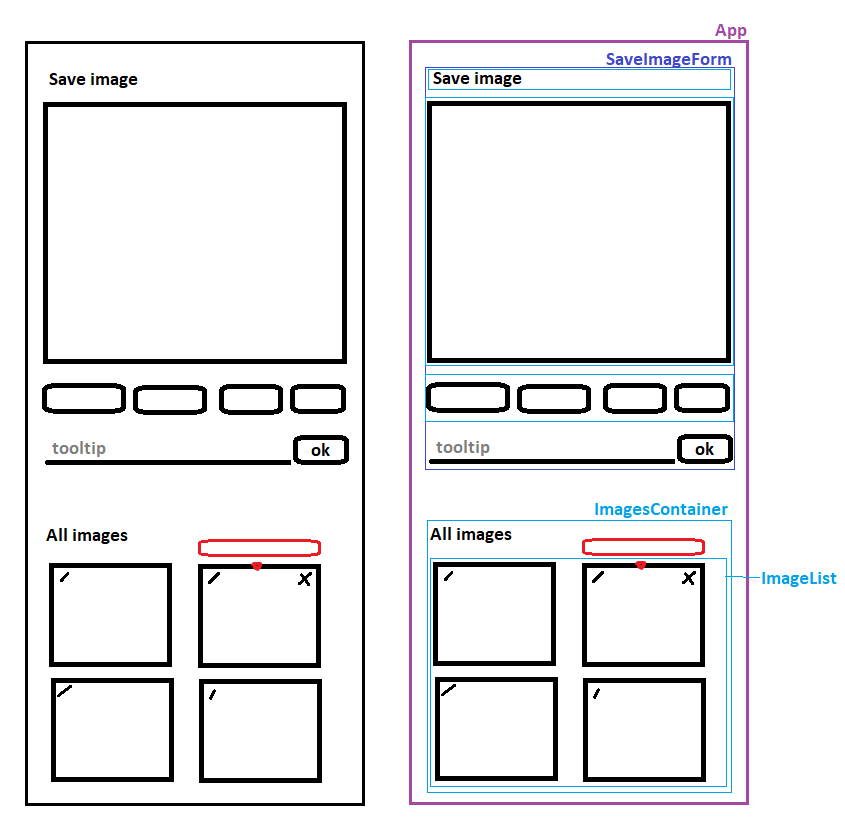 Save image
tooltip
ok
All images
App
SaveImageForm
Save image
tooltip
ok
ImagesContainer
All images
ImageList